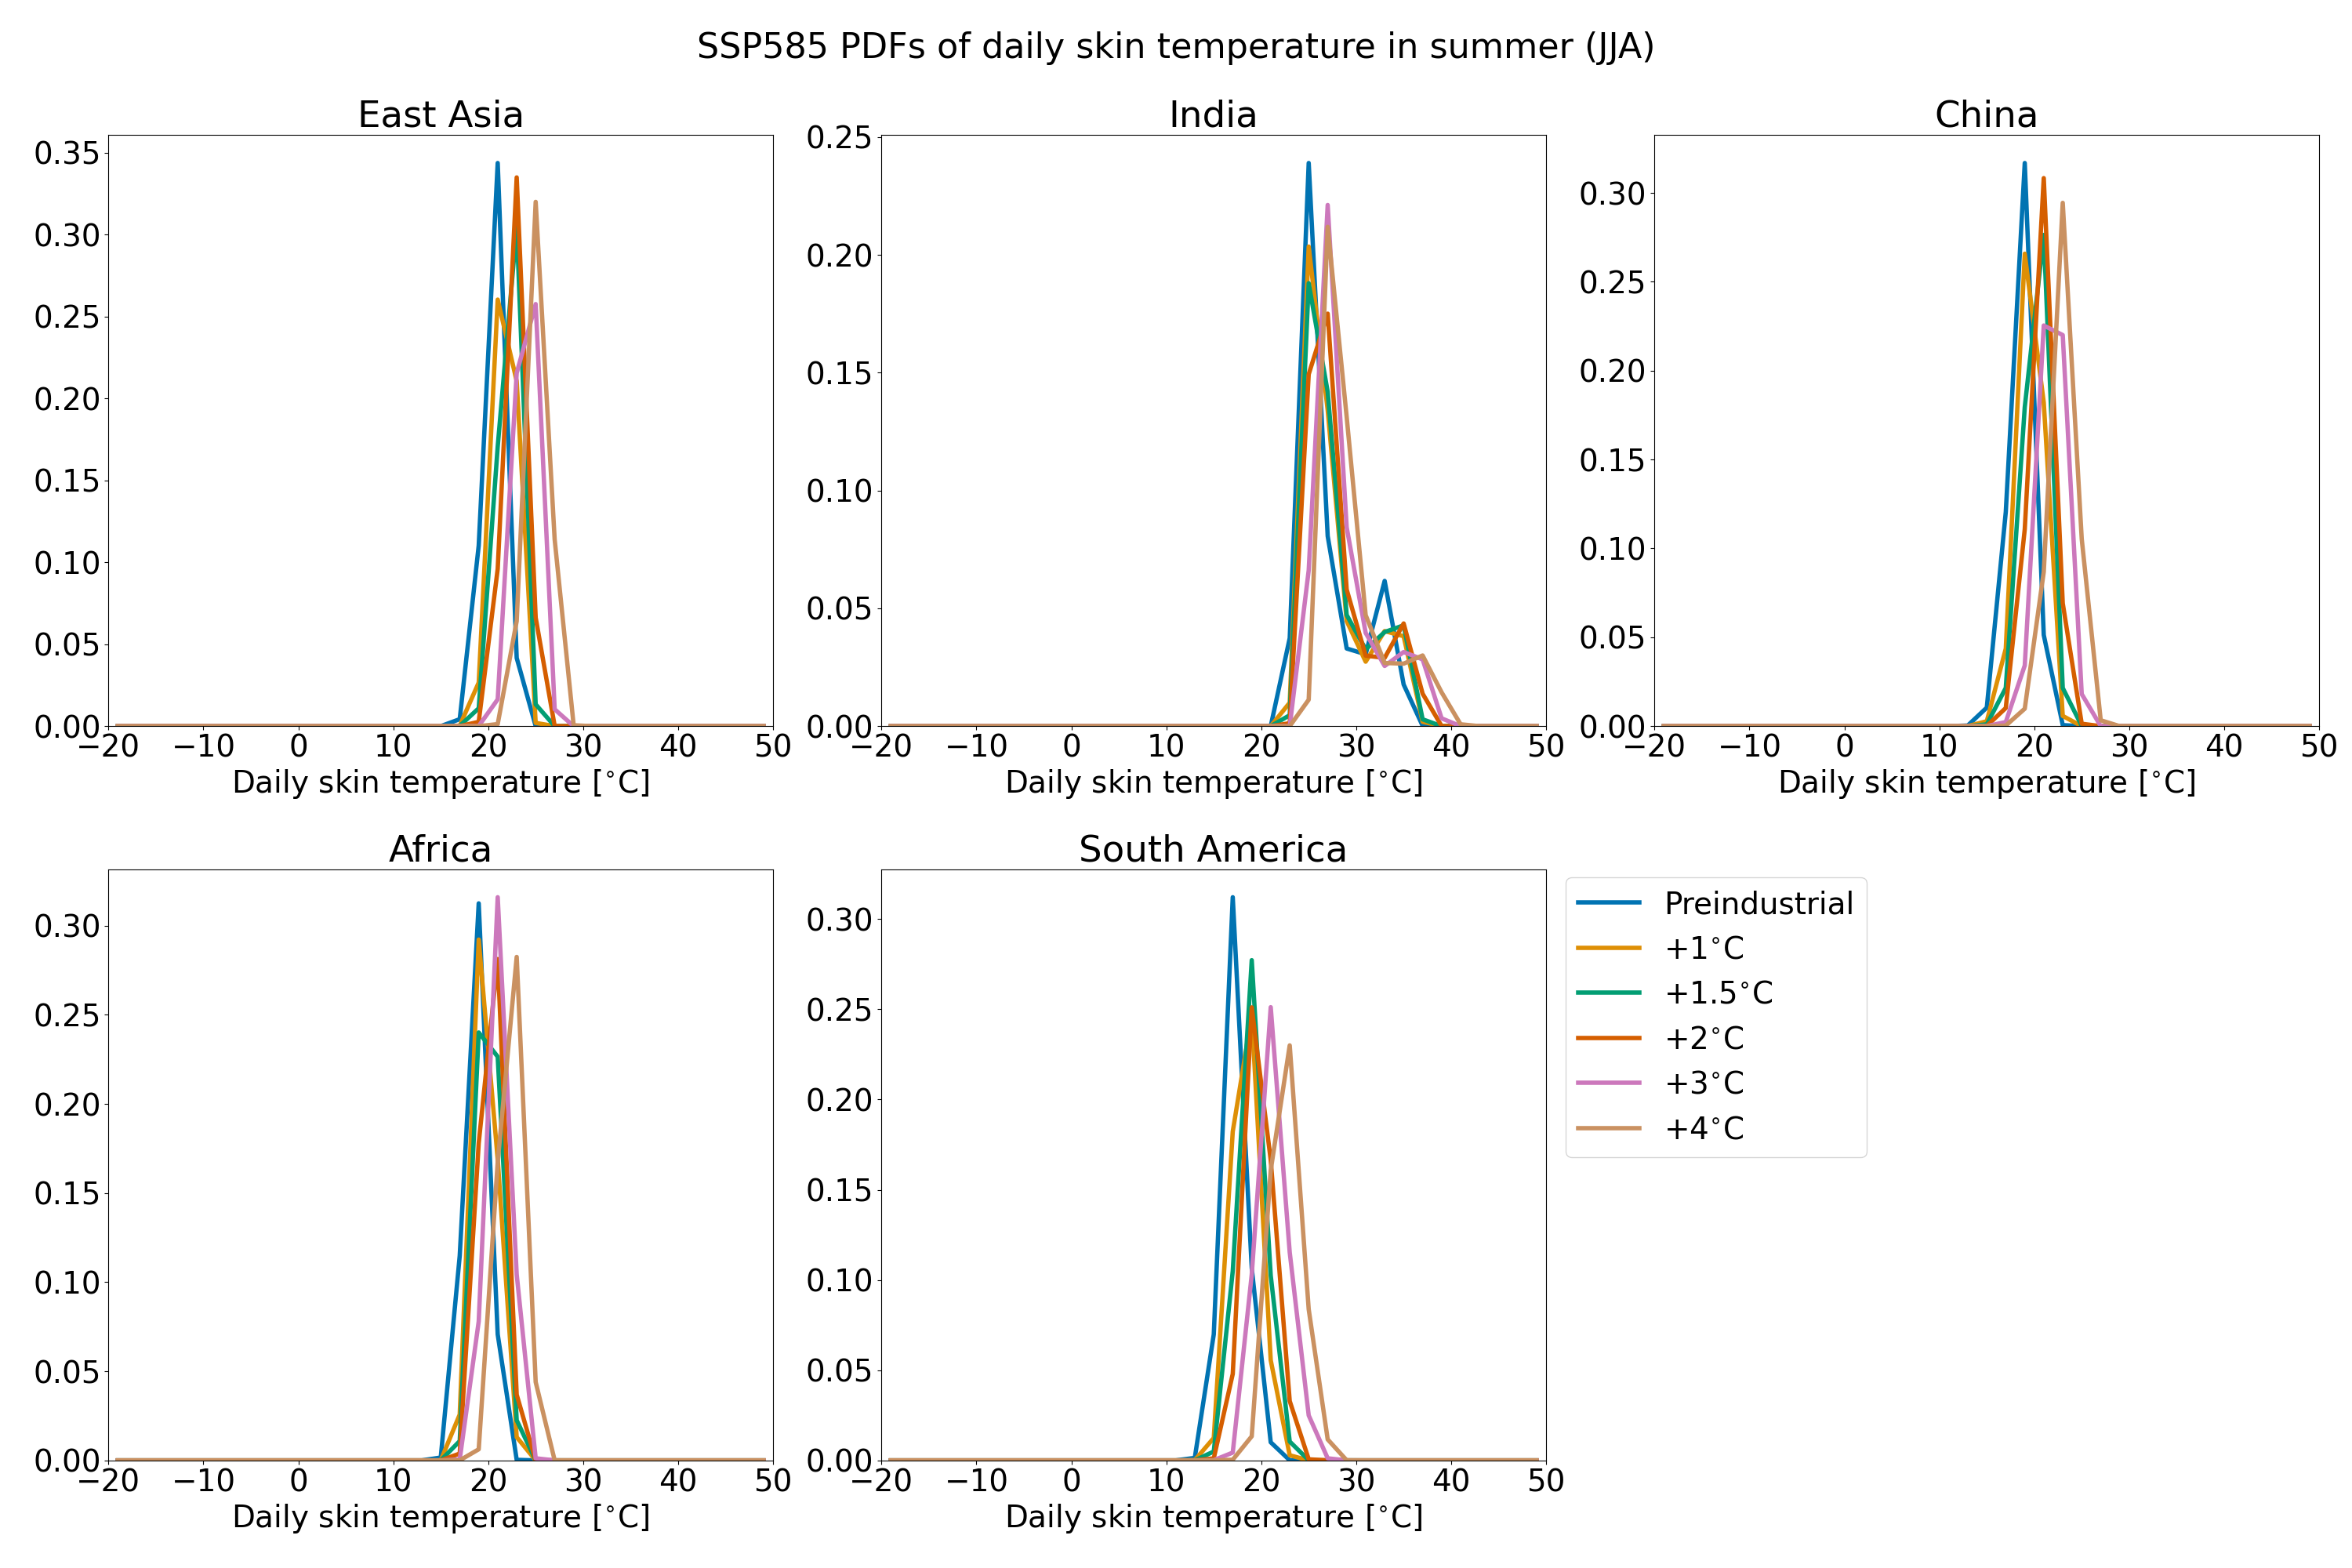 SSP585 PDFs of daily skin temperature in summer (JJA)
East Asia
0.35
0.30
0.25
0.20
0.15
0.10
0.05
0.00
−20 −10 0 10 20 30 40 50
Daily skin temperature [°C]
India
0.25
0.20
0.15
0.10
0.05
0.00
−20 −10 0 10 20 30 40 50
Daily skin temperature [°C]
China
0.30
0.25
0.20
0.15
0.10
0.05
0.00
−20 −10 0 10 20 30 40 50
Daily skin temperature [°C]
Africa
0.30
0.25
0.20
0.15
0.10
0.05
0.00
−20 −10 0 10 20 30 40 50
Daily skin temperature [°C]
South America
0.30
0.25
0.20
0.15
0.10
0.05
0.00
−20 −10 0 10 20 30 40 50
Daily skin temperature [°C]
Preindustrial
+1°C
+1.5°C
+2°C
+3°C
+4°C